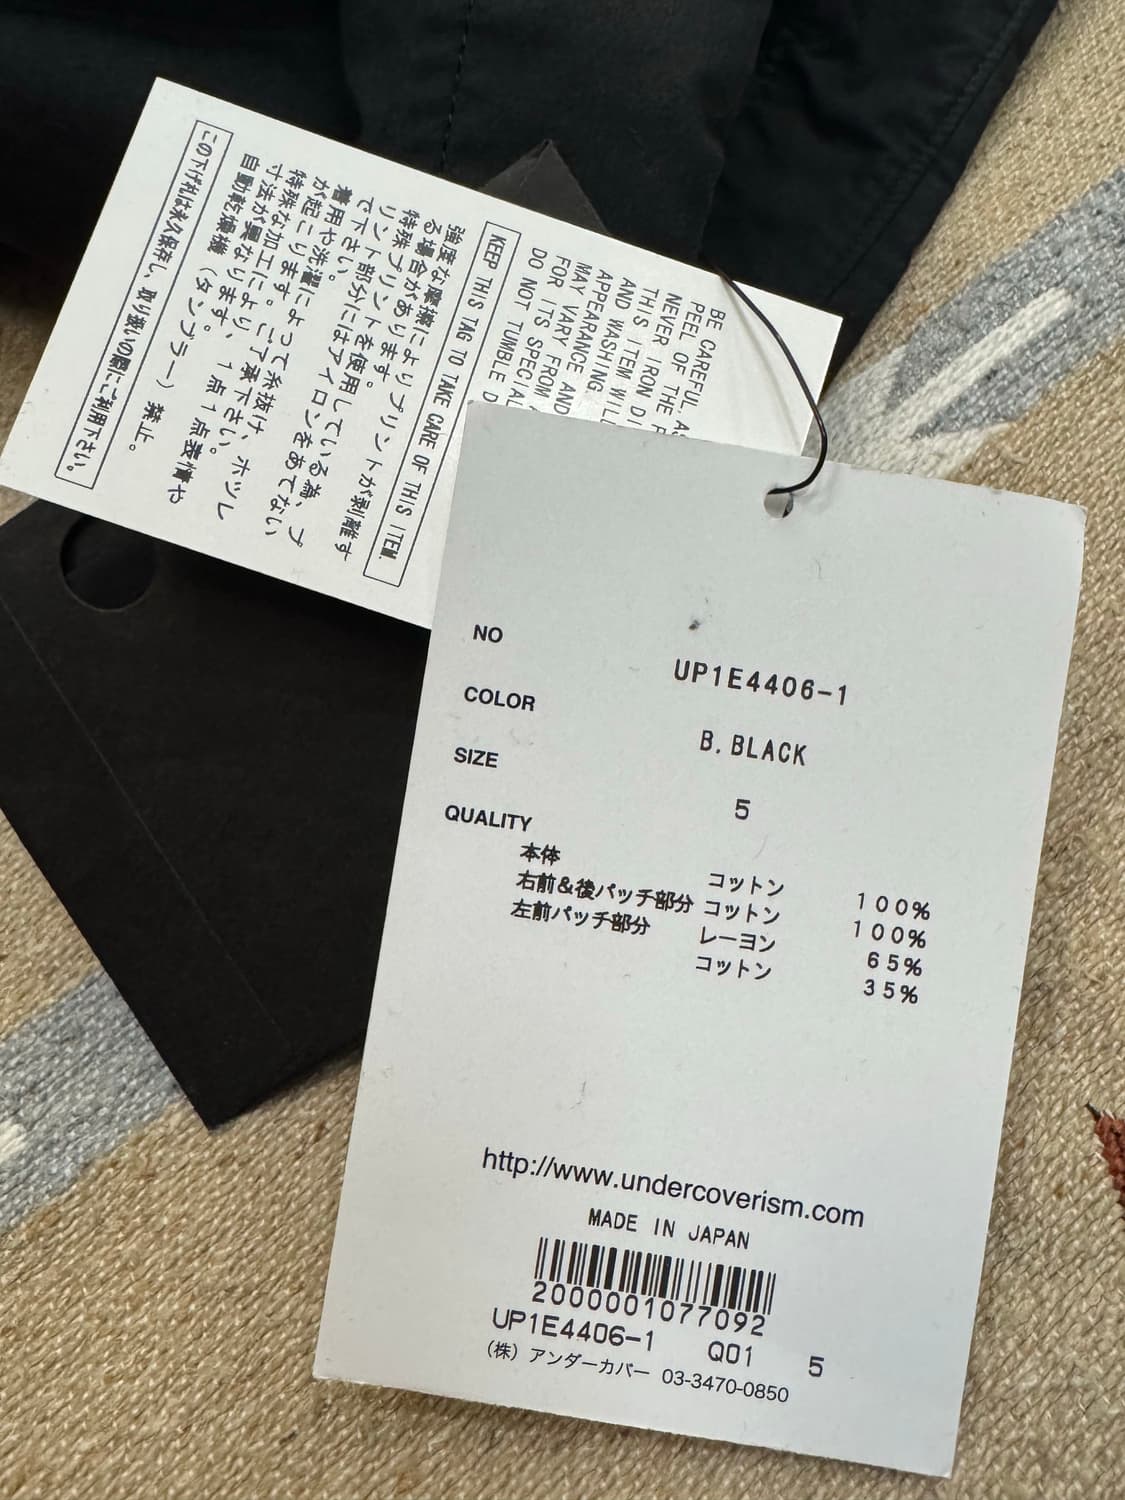 BE CAREFUL. AS
FEEL OF THE F
NEVER IRON DI
THIS ITEM WILL
AND WASHING.
APPEARANCE AND
MAY VARY FROM
FOR ITS SPECIAL
DO NOT TUMBLE D
KEEP THIS TAG TO TAKE CARE OF THIS ITEM.
強度な摩擦によりプリントが剥離す
る場合があります。
特殊プリントを使用している為、プ
リント部分にはアイロンをあてない
で下さい。
着用や洗濯によって糸抜け、ホツレ
が起こります。ご了承下さい。
特殊な加工により、1点1点表情や
寸法が異なります。
自動乾燥機（タンブラー）禁止。
この下げ札は永久保存し、取り扱いの際にご利用下さい。
NO UP1E4406-1
COLOR B.BLACK
SIZE 5
QUALITY
本体 コットン 100%
右前&後パッチ部分 コットン 100%
左前パッチ部分 レーヨン 65%
コットン 35%
http://www.undercoverism.com
MADE IN JAPAN
2000001077092
UP1E4406-1 Q01 5
(株) アンダーカバー 03-3470-0850